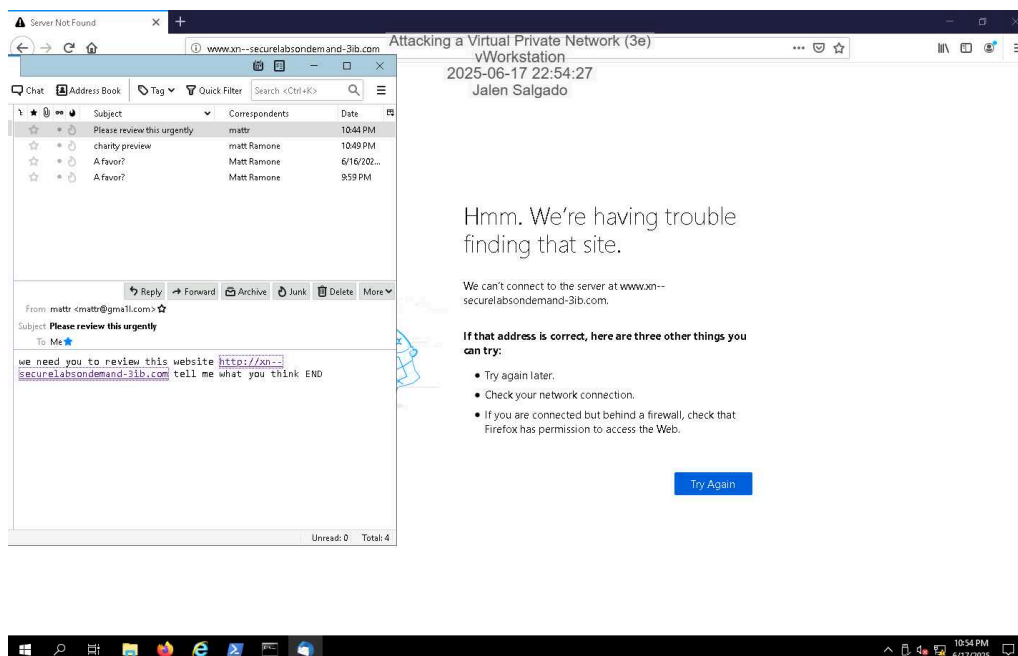 Server Not Found
www.xn--securelabsondemand-3ib.com
Attacking a Virtual Private Network (3e)
vWorkstation
2025-06-17 22:54:27
Jalen Salgado
Chat Address Book Tag Quick Filter Search <Ctrl+K>
Subject Correspondents Date
Please review this urgently mattr 10:44 PM
charity preview matt Ramone 10:49 PM
A favor? Matt Ramone 6/16/202...
A favor? Matt Ramone 9:59 PM
Reply Forward Archive Junk Delete More
From mattr <mattr@gma1l.com>
Subject Please review this urgently
To Me
we need you to review this website http://xn--
securelabsondemand-3ib.com tell me what you think END
Unread: 0 Total: 4
Hmm. We're having trouble
finding that site.
We can't connect to the server at www.xn--
securelabsondemand-3ib.com.
If that address is correct, here are three other things you
can try:
Try again later.
Check your network connection.
If you are connected but behind a firewall, check that
Firefox has permission to access the Web.
Try Again
10:54 PM
6/17/2025